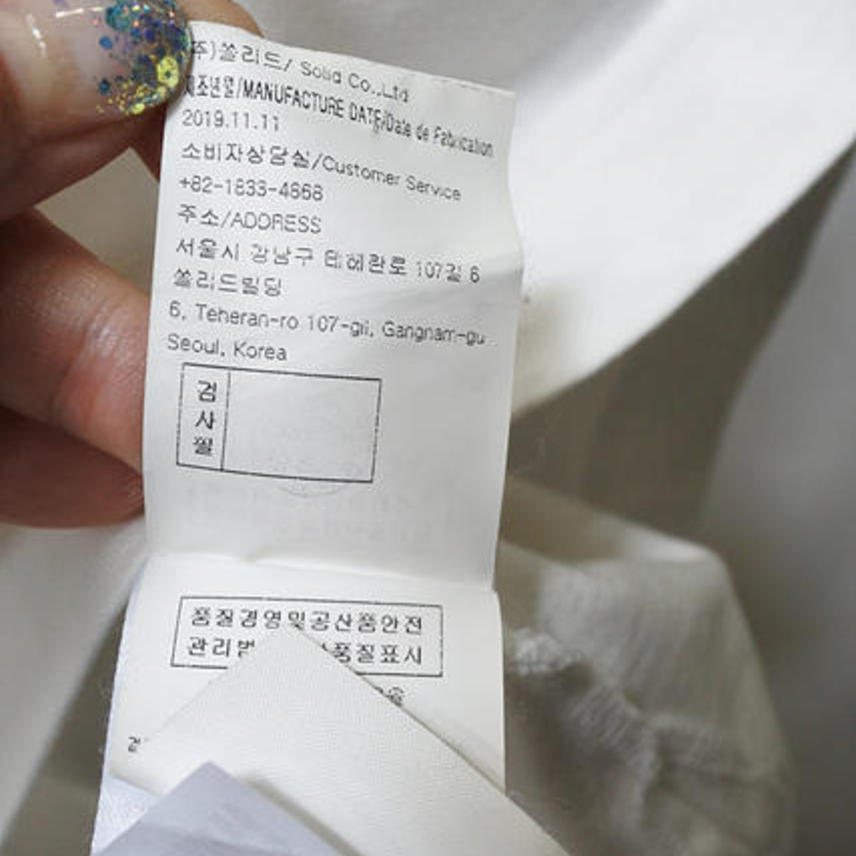 주)쏠리드/ Solid Co.,Ltd
제조년월/MANUFACTURE DATE/Date de Fabrication
2019.11.11
소비자상담실/Customer Service
+82-1833-4668
주소/ADDRESS
서울시 강남구 테헤란로 107길 6
쏠리드빌딩
6, Teheran-ro 107-gil, Gangnam-gu
Seoul, Korea
검
사
필
품질경영및공산품안전
관리법 품질표시